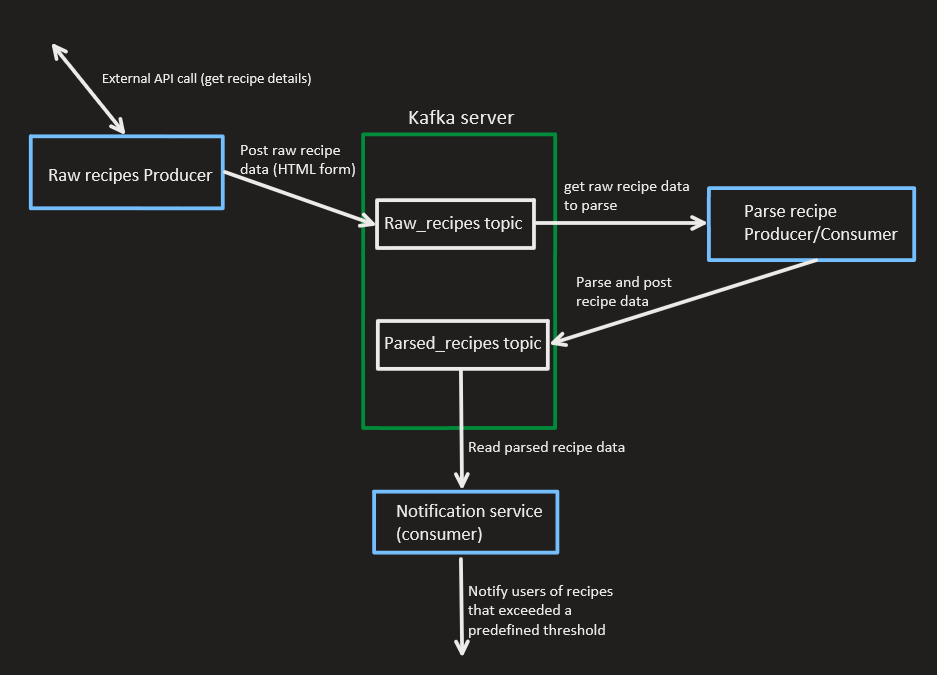 External API call (get recipe details)
Kafka server
Raw recipes Producer
Post raw recipe
data (HTML form)
Raw_recipes topic
get raw recipe data
to parse
Parse recipe
Producer/Consumer
Parse and post
recipe data
Parsed_recipes topic
Read parsed recipe data
Notification service
(consumer)
Notify users of recipes
that exceeded a
predefined threshold